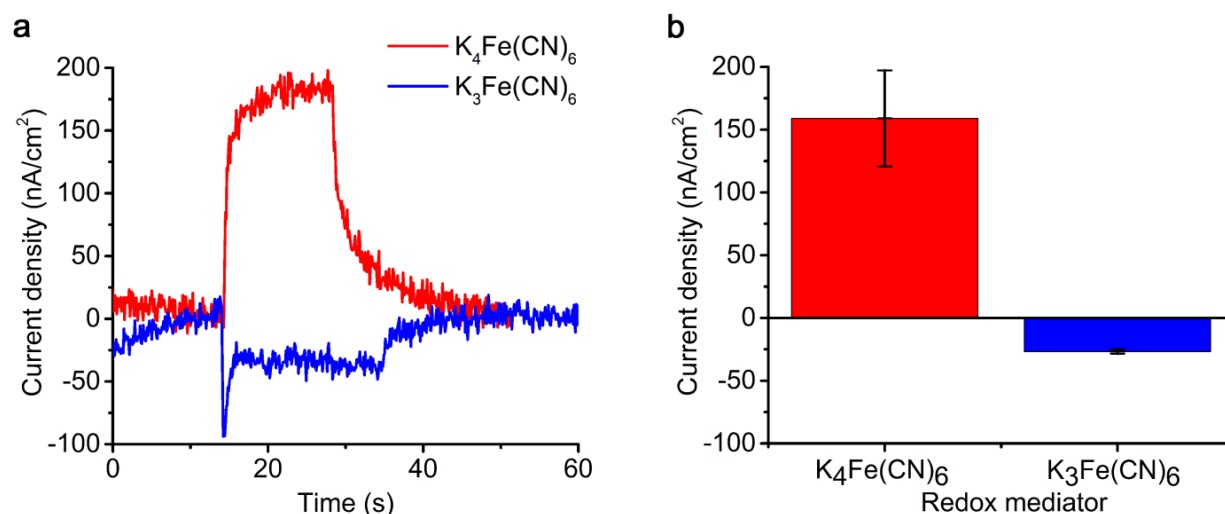 a
K₄Fe(CN)₆
K₃Fe(CN)₆
200
150
100
50
0
-50
-100
Current density (nA/cm²)
0
20
40
60
Time (s)
b
200
150
100
50
0
-50
-100
Current density (nA/cm²)
K₄Fe(CN)₆
K₃Fe(CN)₆
Redox mediator